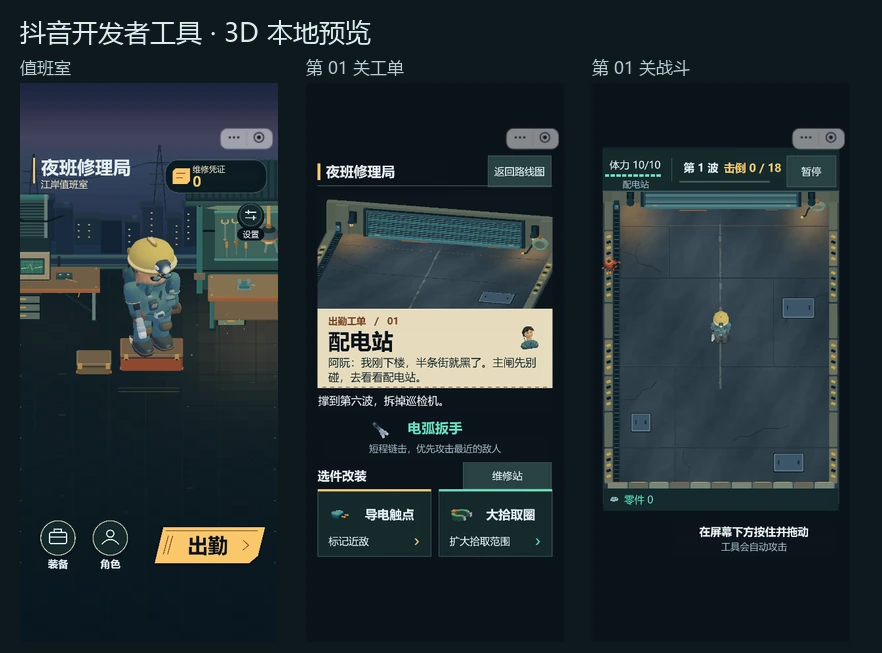 抖音开发者工具 · 3D 本地预览
值班室
夜班修理局
江岸值班室
维修凭证
0
设置
装备
角色
出勤
第 01 关工单
夜班修理局
返回路线图
出勤工单 / 01
配电站
阿阮：我刚下楼，半条街就黑了。主闸先别
碰，去看看配电站。
撑到第六波，拆掉巡检机。
电弧扳手
短程链击，优先攻击最近的敌人
选件改装
维修站
导电触点
标记近敌
大拾取圈
扩大拾取范围
第 01 关战斗
体力 10/10
配电站
第 1 波 击倒 0 / 18
暂停
零件 0
在屏幕下方按住并拖动
工具会自动攻击